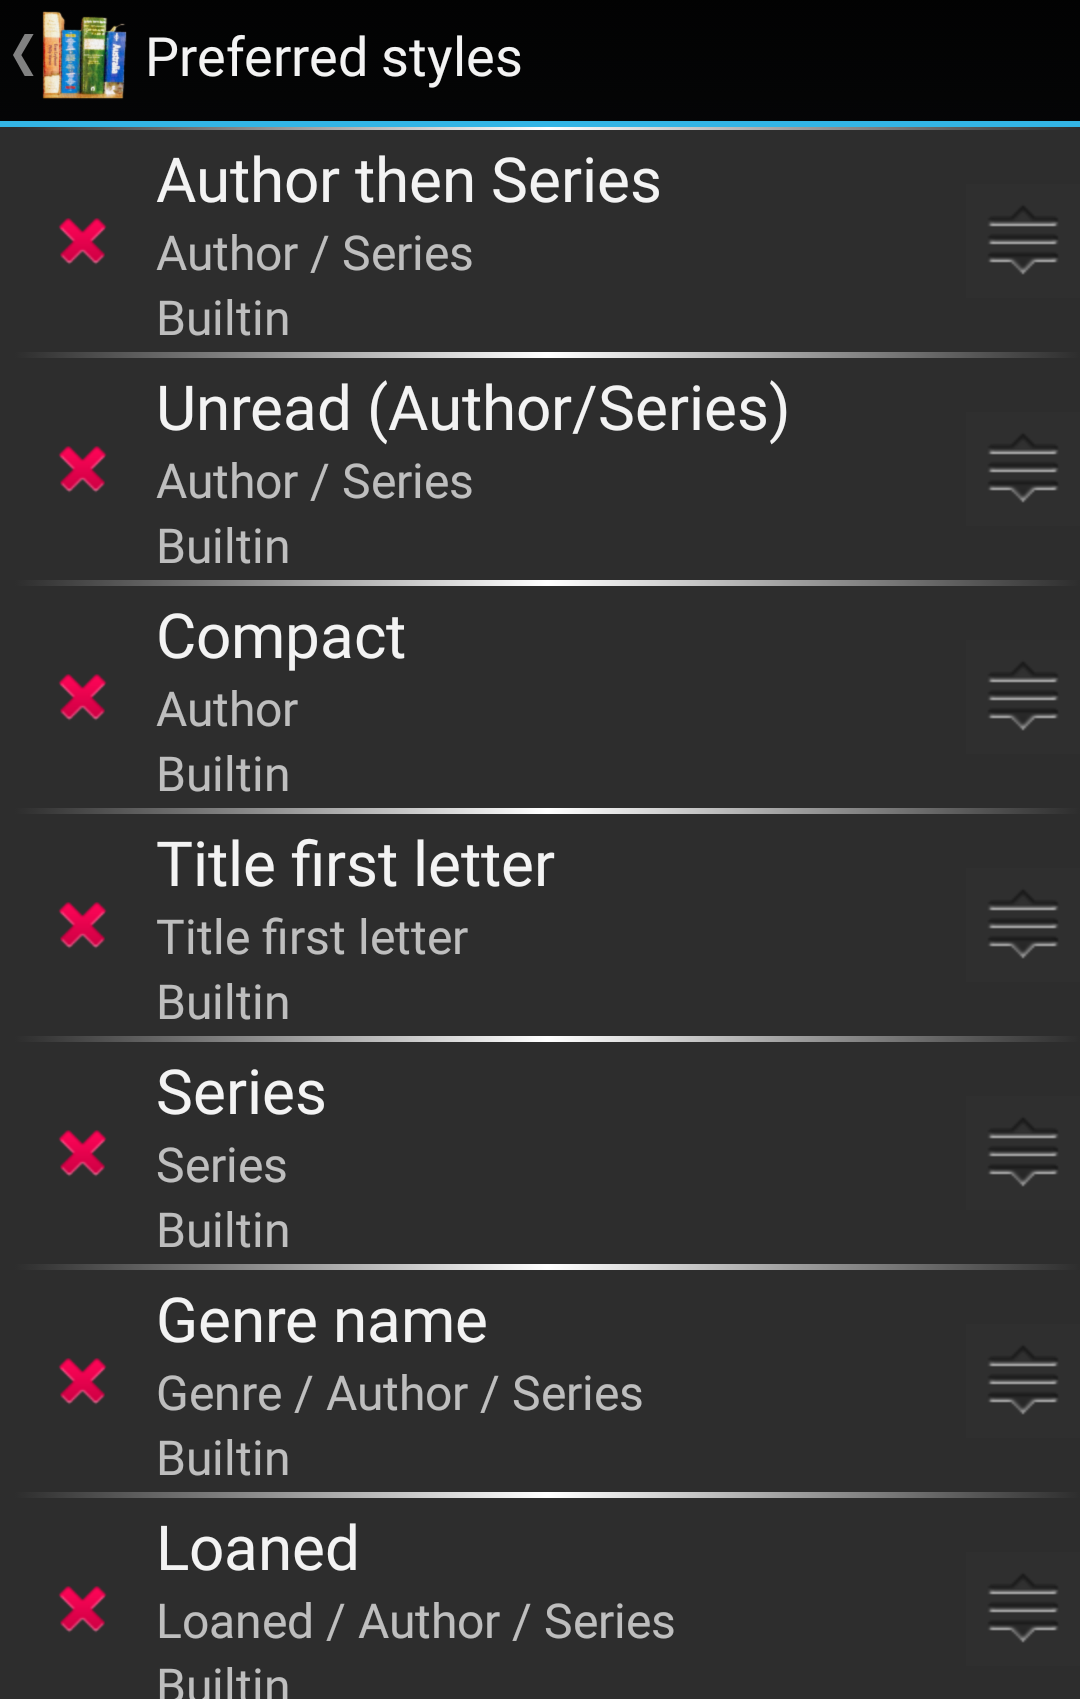 Preferred styles
Author then Series
Author / Series
Builtin
Unread (Author/Series)
Author / Series
Builtin
Compact
Author
Builtin
Title first letter
Title first letter
Builtin
Series
Series
Builtin
Genre name
Genre / Author / Series
Builtin
Loaned
Loaned / Author / Series
Builtin